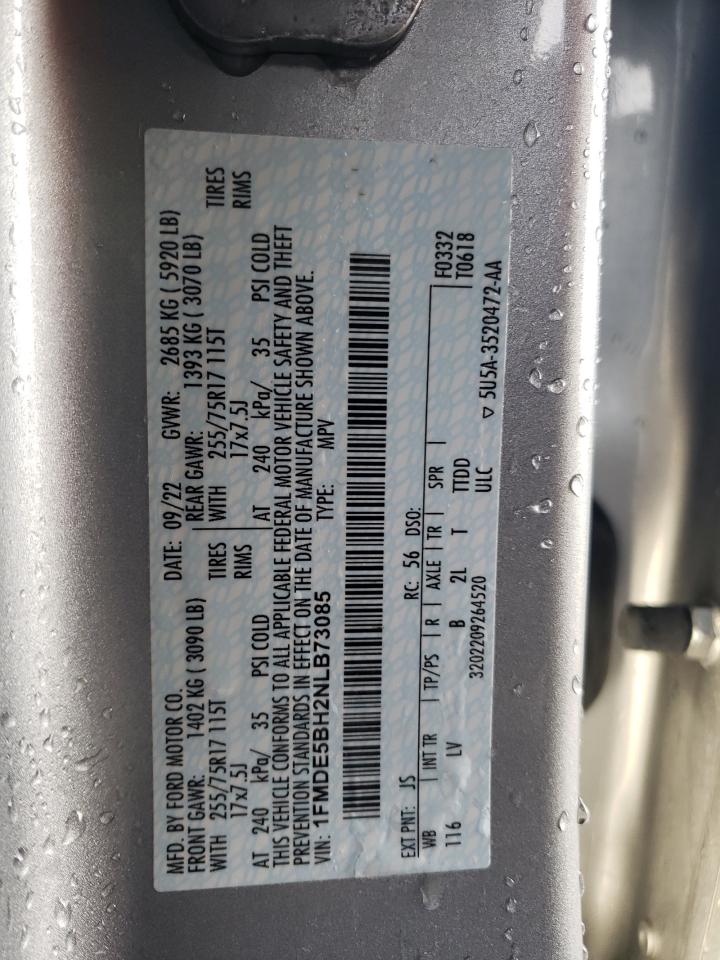 MFD. BY FORD MOTOR CO. DATE: 09/22 GVWR: 2685 KG ( 5920 LB)
FRONT GAWR: 1402 KG ( 3090 LB) REAR GAWR: 1393 KG ( 3070 LB)
WITH 255/75R17 115T TIRES WITH 255/75R17 115T TIRES
17x7.5J RIMS 17x7.5J RIMS
AT 240 kPa/ 35 PSI COLD AT 240 kPa/ 35 PSI COLD
THIS VEHICLE CONFORMS TO ALL APPLICABLE FEDERAL MOTOR VEHICLE SAFETY AND THEFT
PREVENTION STANDARDS IN EFFECT ON THE DATE OF MANUFACTURE SHOWN ABOVE.
VIN: 1FMDE5BH2NLB73085 TYPE: MPV
EXT PNT: JS RC: 56 DSO: F0332
WB INT TR TP/PS R AXLE TR SPR T0618
116 LV B 2L T TTDD
3202209264520 ULC ▽ 5U5A-3520472-AA